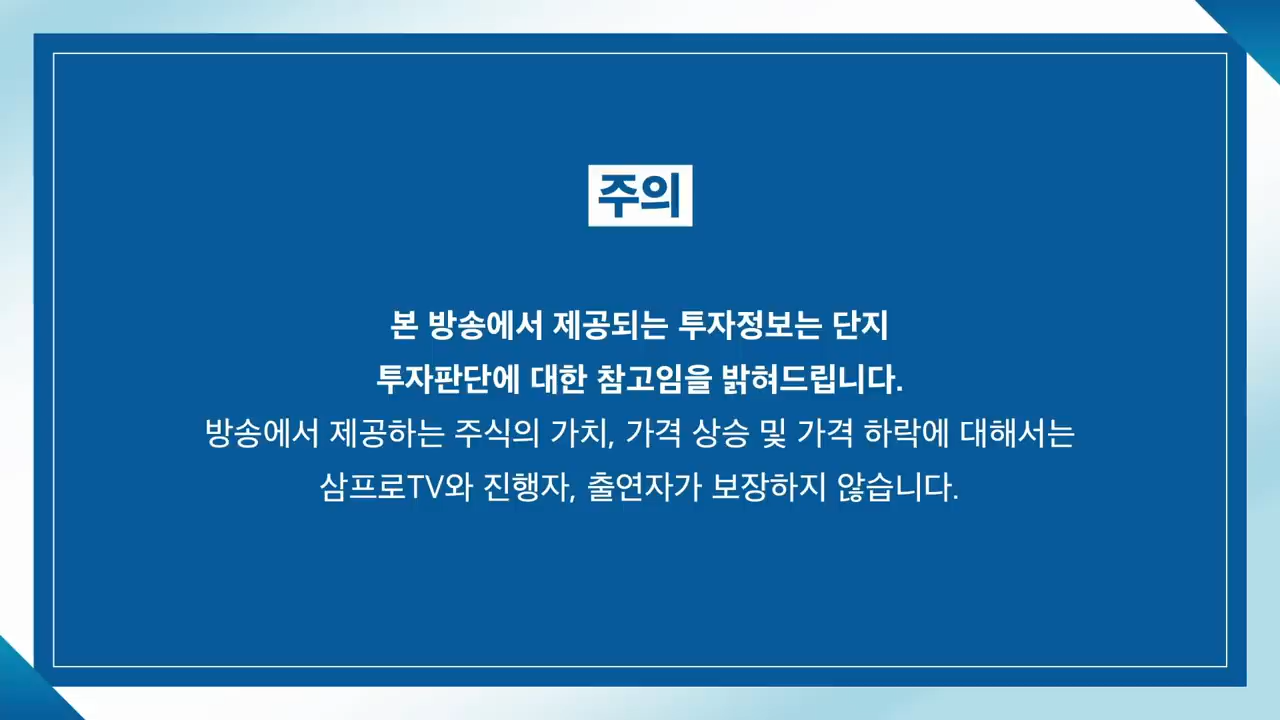 주의
본 방송에서 제공되는 투자정보는 단지
투자판단에 대한 참고임을 밝혀드립니다.
방송에서 제공하는 주식의 가치, 가격 상승 및 가격 하락에 대해서는
삼프로TV와 진행자, 출연자가 보장하지 않습니다.